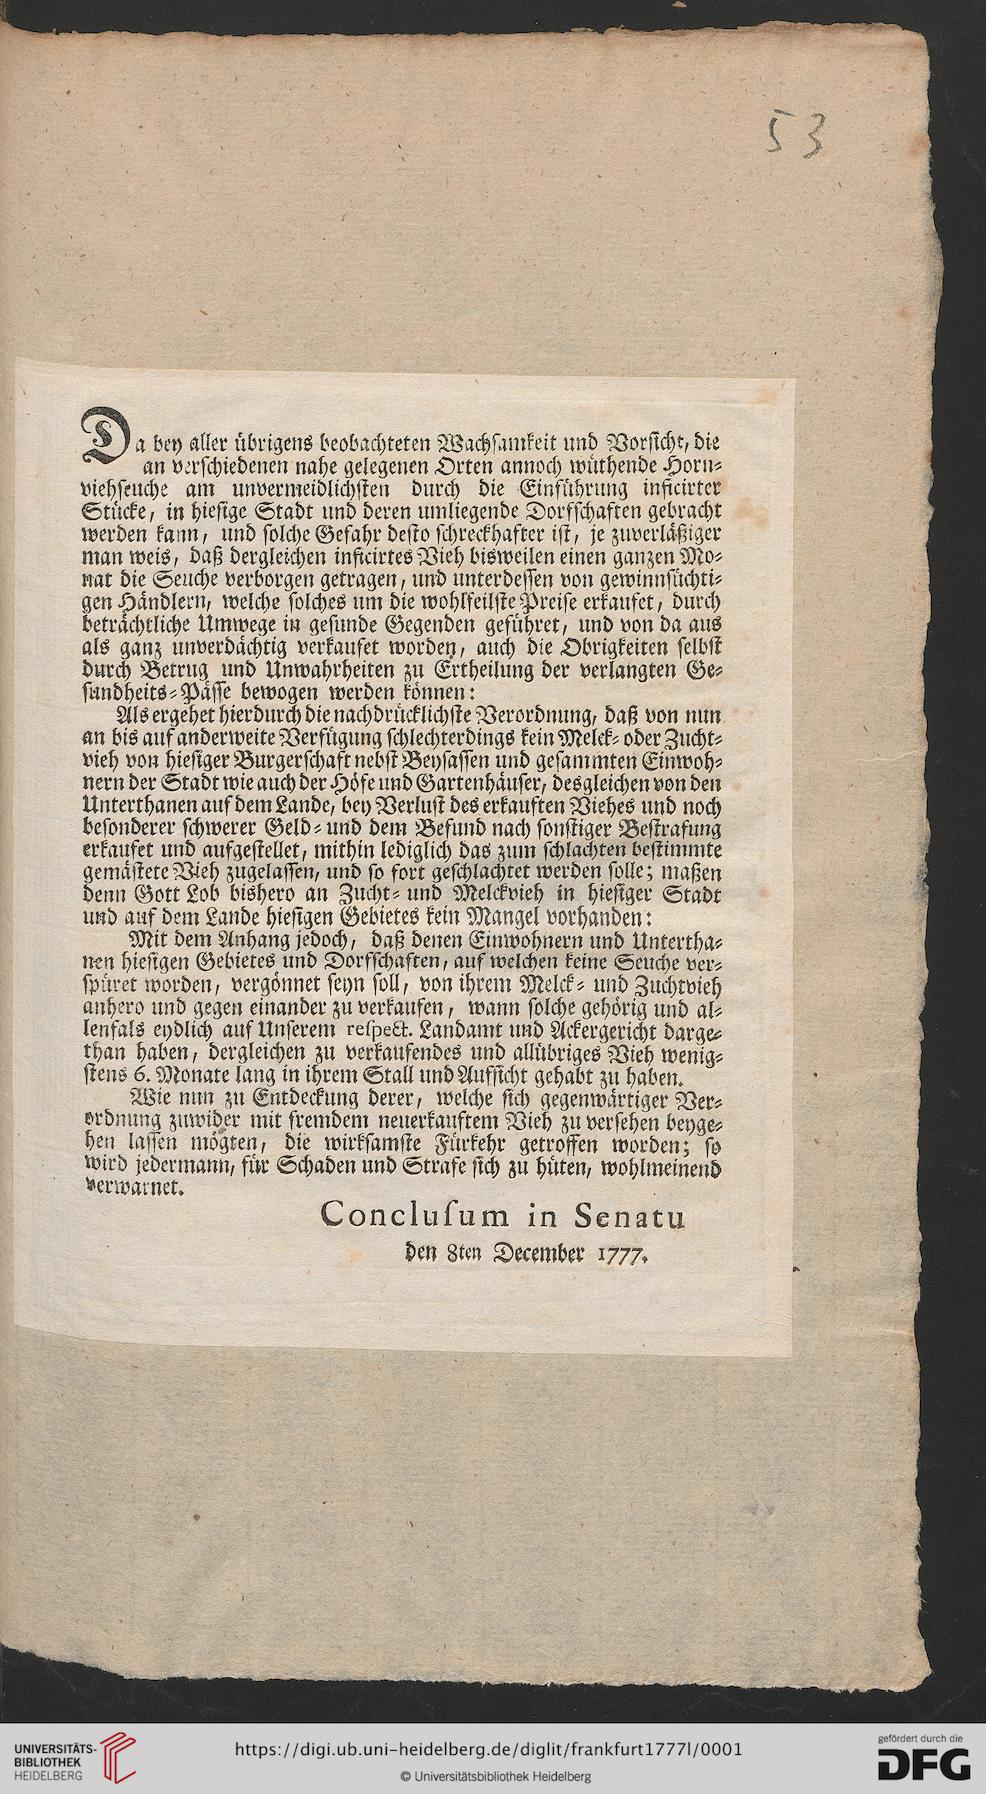 53
Da bey aller übrigens beobachteten Wachsamkeit und Vorsicht, die
an verschiedenen nahe gelegenen Orten annoch wüthende Horn-
viehseuche am unvermeidlichsten durch die Einführung inficirter
Stücke, in hiesige Stadt und deren umliegende Dorfschaften gebracht
werden kann, und solche Gefahr desto schreckhafter ist, je zuverläßiger
man weis, daß dergleichen inficirtes Vieh bisweilen einen ganzen Mo-
nat die Seuche verborgen getragen, und unterdessen von gewinnsüchti-
gen Händlern, welche solches um die wohlfeilste Preise erkaufet, durch
beträchtliche Umwege in gesunde Gegenden geführet, und von da aus
als ganz unverdächtig verkaufet worden, auch die Obrigkeiten selbst
durch Betrug und Unwahrheiten zu Ertheilung der verlangten Ge-
sundheits-Pässe bewogen werden können:
Als ergehet hierdurch die nachdrücklichste Verordnung, daß von nun
an bis auf anderweite Verfügung schlechterdings kein Melck- oder Zucht-
vieh von hiesiger Burgerschaft nebst Beysassen und gesammten Einwoh-
nern der Stadt wie auch der Höfe und Gartenhäuser, desgleichen von den
Unterthanen auf dem Lande, bey Verlust des erkauften Viehes und noch
besonderer schwerer Geld- und dem Befund nach sonstiger Bestrafung
erkaufet und aufgestellet, mithin lediglich das zum schlachten bestimmte
gemästete Vieh zugelassen, und so fort geschlachtet werden solle; maßen
denn Gott Lob bishero an Zucht- und Melckvieh in hiesiger Stadt
und auf dem Lande hiesigen Gebietes kein Mangel vorhanden:
Mit dem Anhang jedoch, daß denen Einwohnern und Untertha-
nen hiesigen Gebietes und Dorfschaften, auf welchen keine Seuche ver-
spüret worden, vergönnet seyn soll, von ihrem Melck- und Zuchtvieh
anhero und gegen einander zu verkaufen, wann solche gehörig und al-
lenfals eydlich auf Unserem respect. Landamt und Ackergericht darge-
than haben, dergleichen zu verkaufendes und allübriges Vieh wenig-
stens 6. Monate lang in ihrem Stall und Aufsicht gehabt zu haben.
Wie nun zu Entdeckung derer, welche sich gegenwärtiger Ver-
ordnung zuwider mit fremdem neuerkauftem Vieh zu versehen beyge-
hen lassen mögten, die wirksamste Fürkehr getroffen worden; so
wird jedermann, für Schaden und Strafe sich zu hüten, wohlmeinend
verwarnet.
Conclusum in Senatu
den 8ten December 1777.
UNIVERSITÄTS-
BIBLIOTHEK
HEIDELBERG
https://digi.ub.uni-heidelberg.de/diglit/frankfurt1777l/0001
© Universitätsbibliothek Heidelberg
gefördert durch die
DFG